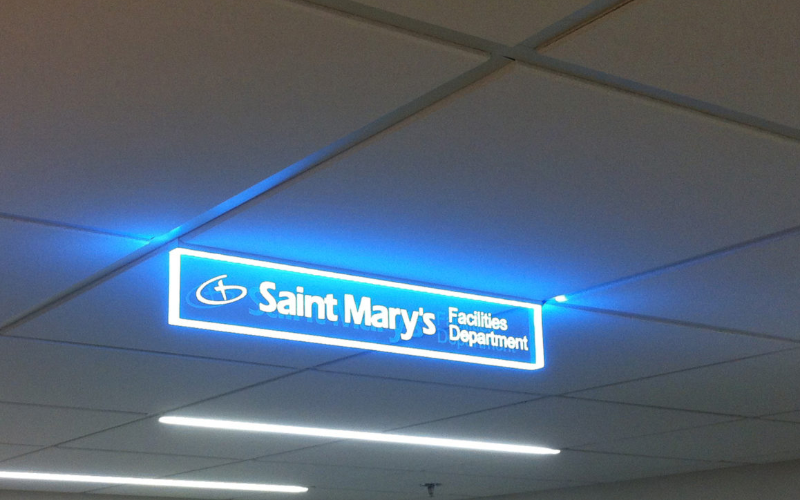 Saint Mary's
Facilities
Department